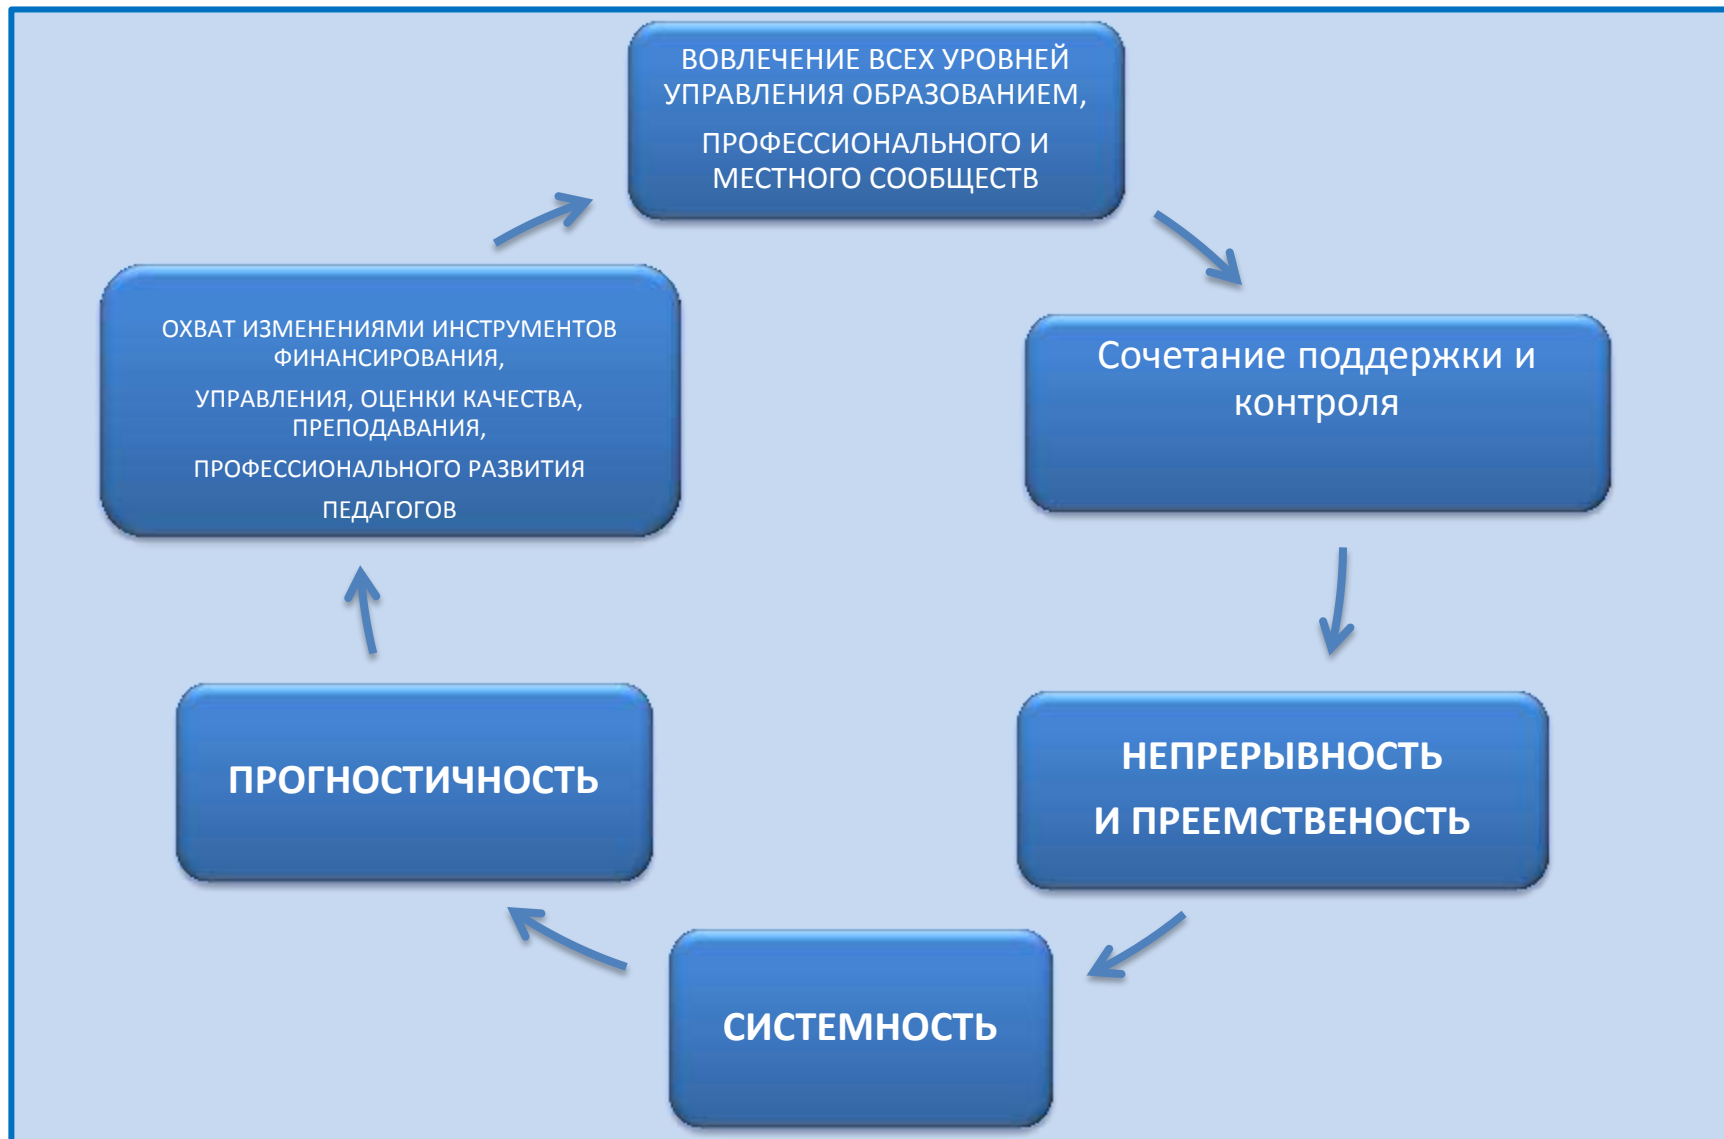 ВОВЛЕЧЕНИЕ ВСЕХ УРОВНЕЙ
УПРАВЛЕНИЯ ОБРАЗОВАНИЕМ,
ПРОФЕССИОНАЛЬНОГО И
МЕСТНОГО СООБЩЕСТВ
Сочетание поддержки и
контроля
НЕПРЕРЫВНОСТЬ
И ПРЕЕМСТВЕНОСТЬ
СИСТЕМНОСТЬ
ПРОГНОСТИЧНОСТЬ
ОХВАТ ИЗМЕНЕНИЯМИ ИНСТРУМЕНТОВ
ФИНАНСИРОВАНИЯ,
УПРАВЛЕНИЯ, ОЦЕНКИ КАЧЕСТВА,
ПРЕПОДАВАНИЯ,
ПРОФЕССИОНАЛЬНОГО РАЗВИТИЯ
ПЕДАГОГОВ